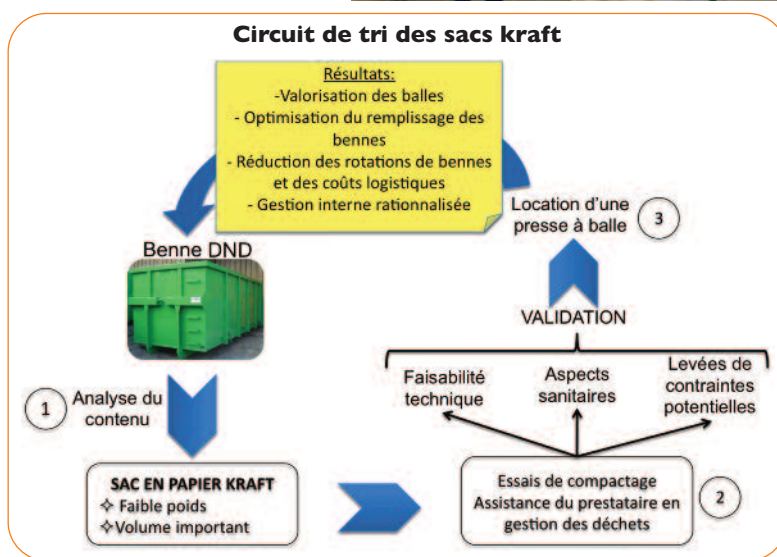 Circuit de tri des sacs kraft
Résultats:
-Valorisation des balles
- Optimisation du remplissage des
bennes
- Réduction des rotations de bennes
et des coûts logistiques
- Gestion interne rationnalisée
Benne DND
1
Analyse du
contenu
SAC EN PAPIER KRAFT
✧ Faible poids
✧Volume important
Essais de compactage
Assistance du prestataire en
gestion des déchets
2
Faisabilité
technique
Aspects
sanitaires
Levées de
contraintes
potentielles
VALIDATION
Location d'une
presse à balle
3